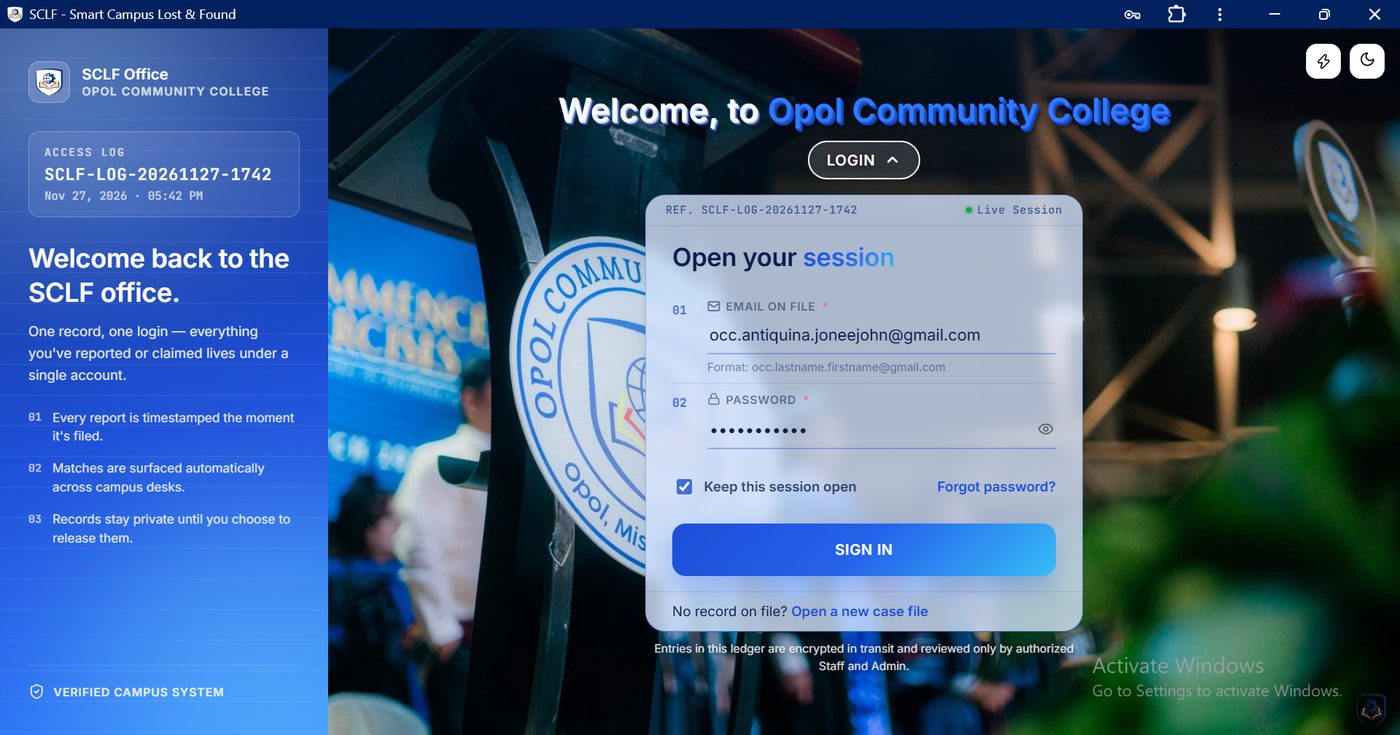 SCLF - Smart Campus Lost & Found
SCLF Office
OPOL COMMUNITY COLLEGE
ACCESS LOG
SCLF-LOG-20261127-1742
Nov 27, 2026 · 05:42 PM
Welcome back to the
SCLF office.
One record, one login — everything
you've reported or claimed lives under a
single account.
01 Every report is timestamped the moment
it's filed.
02 Matches are surfaced automatically
across campus desks.
03 Records stay private until you choose to
release them.
VERIFIED CAMPUS SYSTEM
Welcome, to Opol Community College
LOGIN
REF. SCLF-LOG-20261127-1742
Live Session
Open your session
01 EMAIL ON FILE *
occ.antiquina.joneejohn@gmail.com
Format: occ.lastname.firstname@gmail.com
02 PASSWORD *
•••••••••••
Keep this session open
Forgot password?
SIGN IN
No record on file? Open a new case file
Entries in this ledger are encrypted in transit and reviewed only by authorized
Staff and Admin.
OPOL COMMU
Opol, Mis
Activate Windows
Go to Settings to activate Windows.